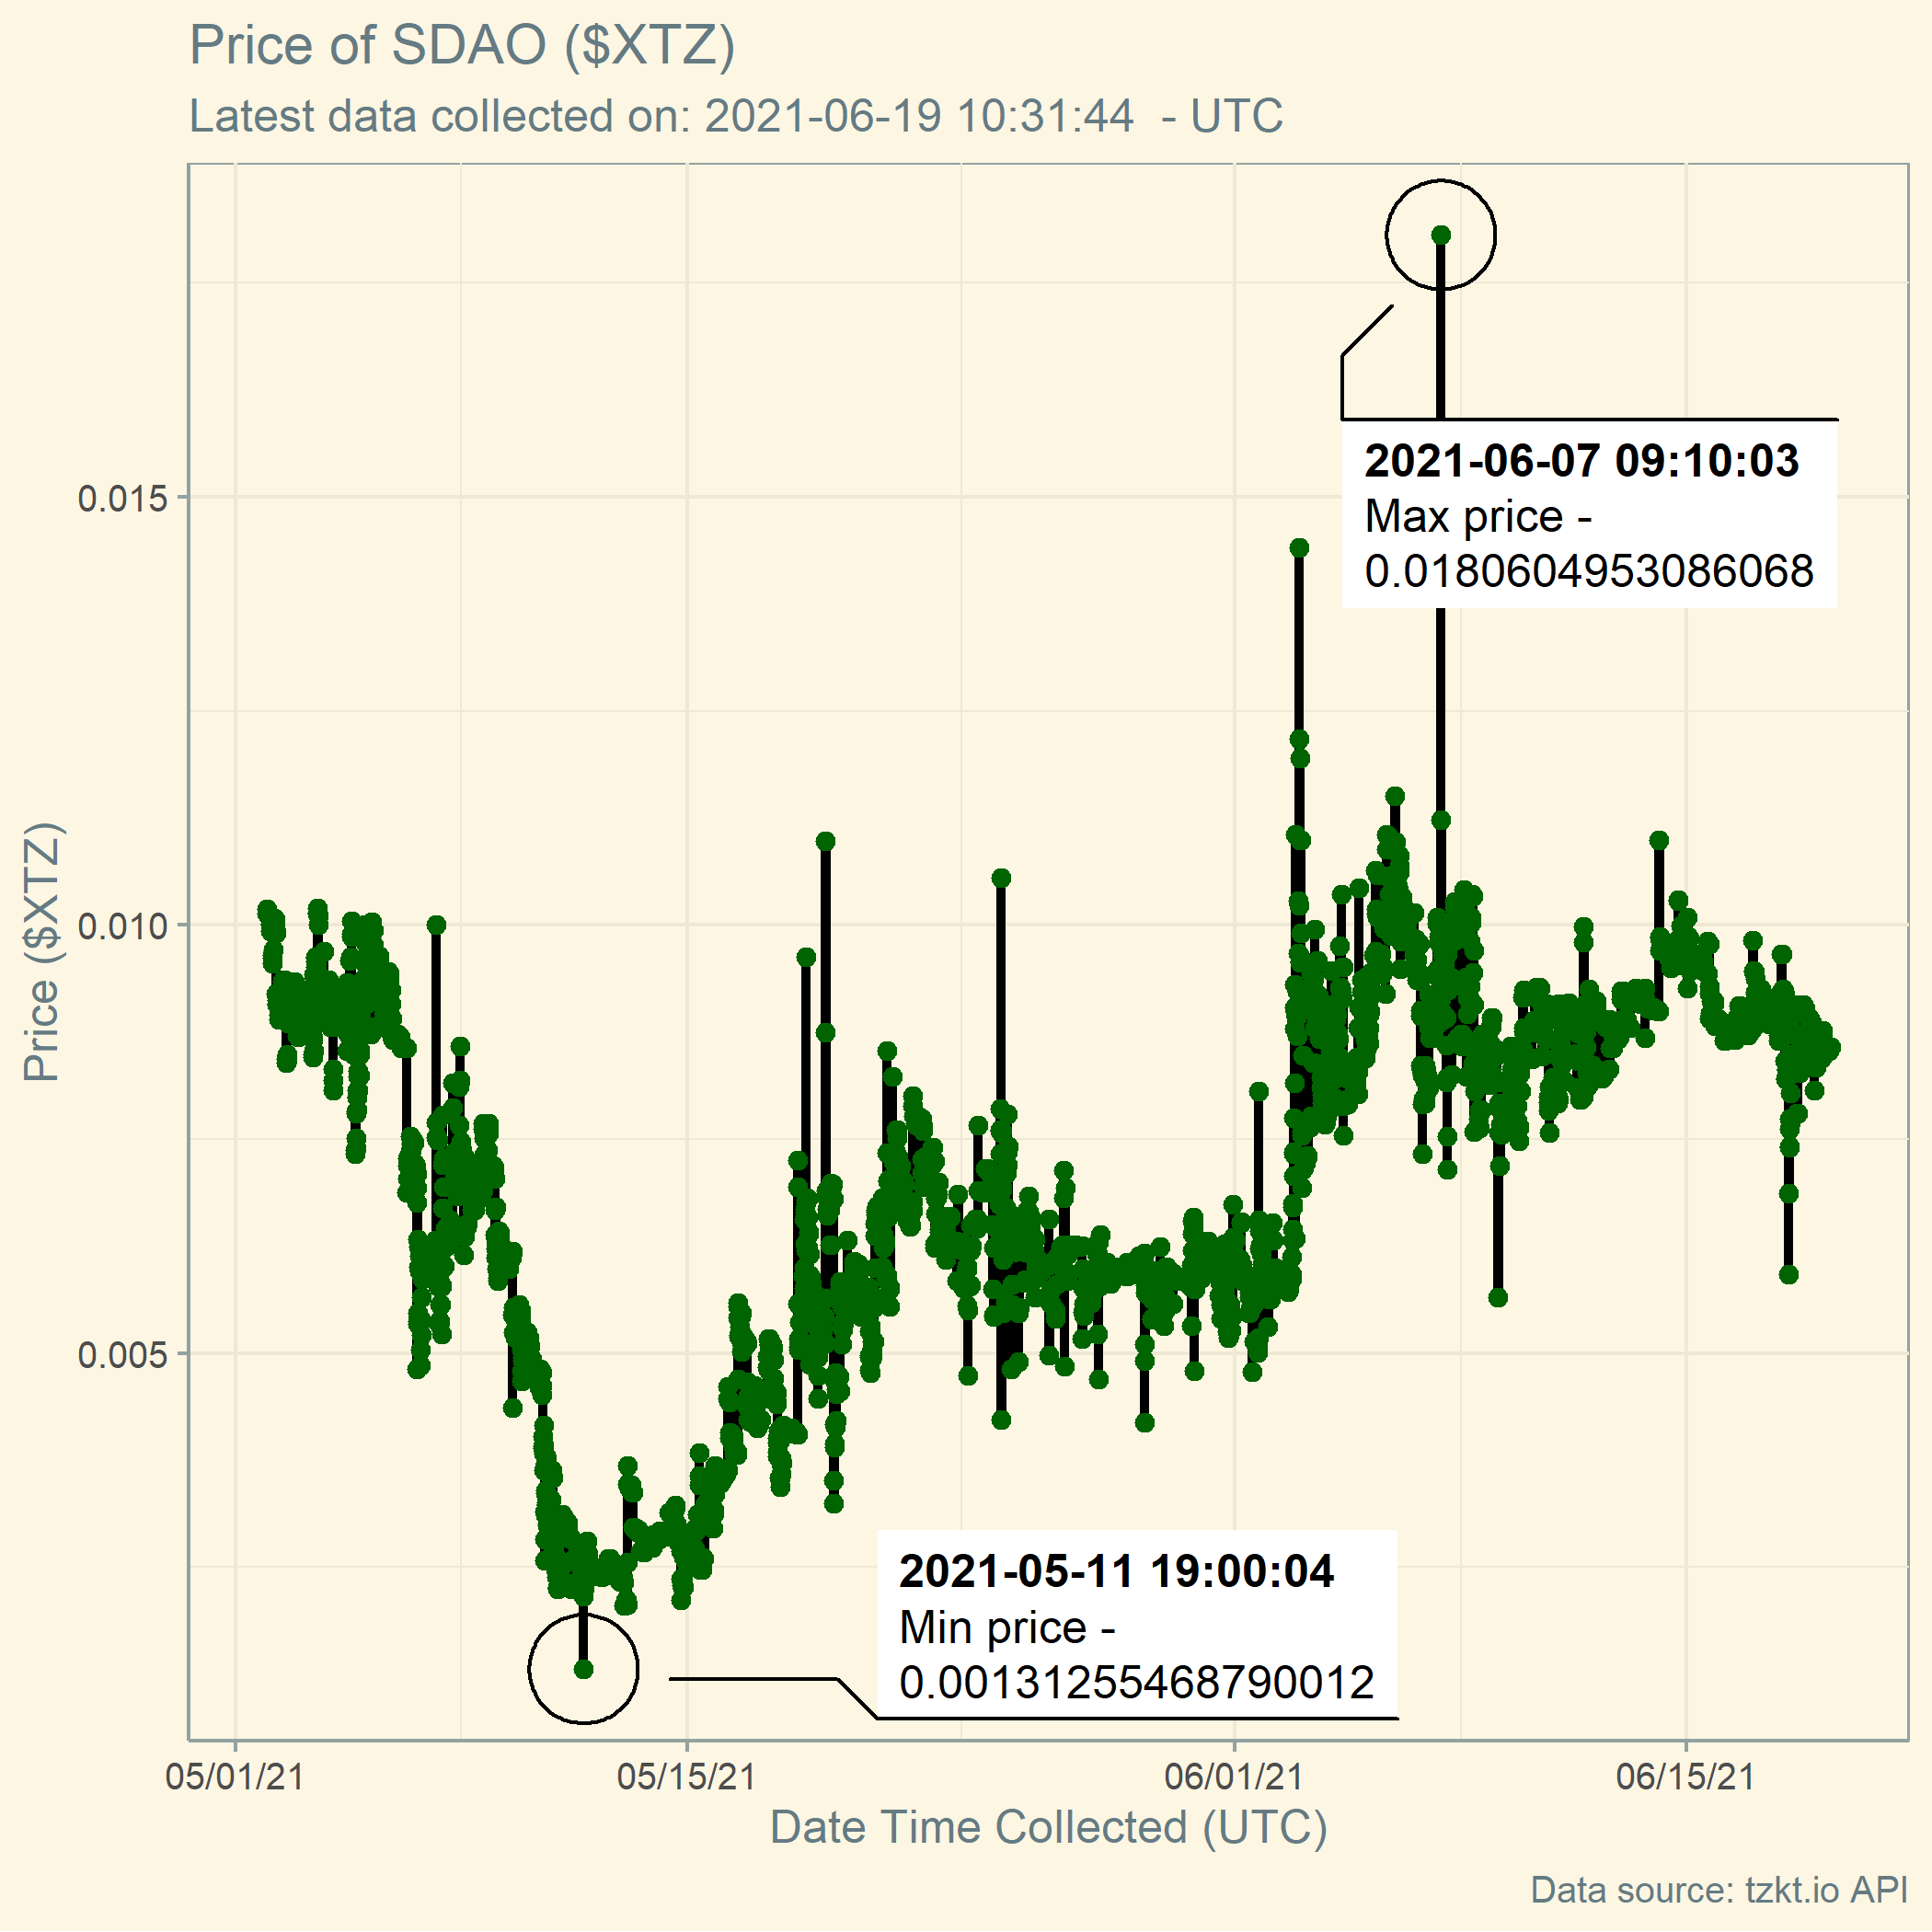 Price of SDAO ($XTZ)
Latest data collected on: 2021-06-19 10:31:44  - UTC
2021-06-07 09:10:03
Max price -
0.0180604953086068
0.015
0.010
0.005
Price ($XTZ)
2021-05-11 19:00:04
Min price -
0.00131255468790012
05/01/21
05/15/21
06/01/21
06/15/21
Date Time Collected (UTC)
Data source: tzkt.io API